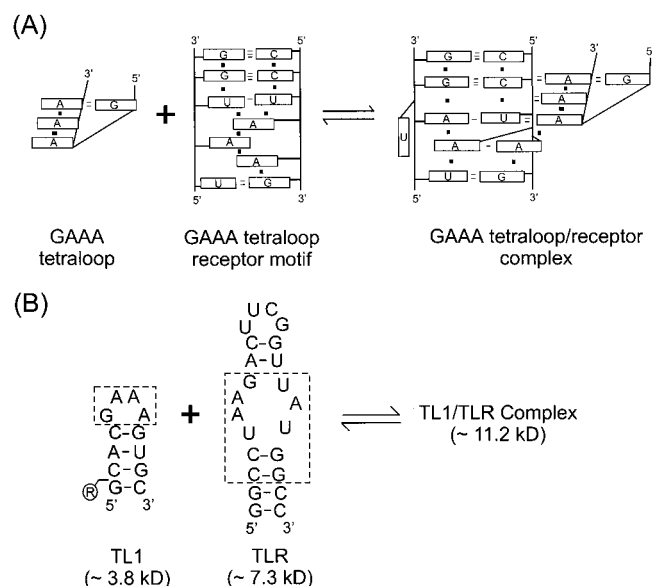 (A)
3'
5'
A = G
A
A
+
3'
5'
G = C
G = C
U = U
A
A
A
U = G
5'
3'
3'
5'
3'
5'
G = C
A = G
G = C
A
A - U = A
U
A - A
U = G
5'
3'
GAAA
tetraloop
GAAA tetraloop
receptor motif
GAAA tetraloop/receptor
complex
(B)
A A
G A A
C-G
A-U
C-G
R G-C
5' 3'
TL1
(~ 3.8 kD)
+
U C
U G
C-G
A-U
G U
A A
A U
U
C-G
C-G
G-C
G-C
5' 3'
TLR
(~ 7.3 kD)
TL1/TLR Complex
(~ 11.2 kD)